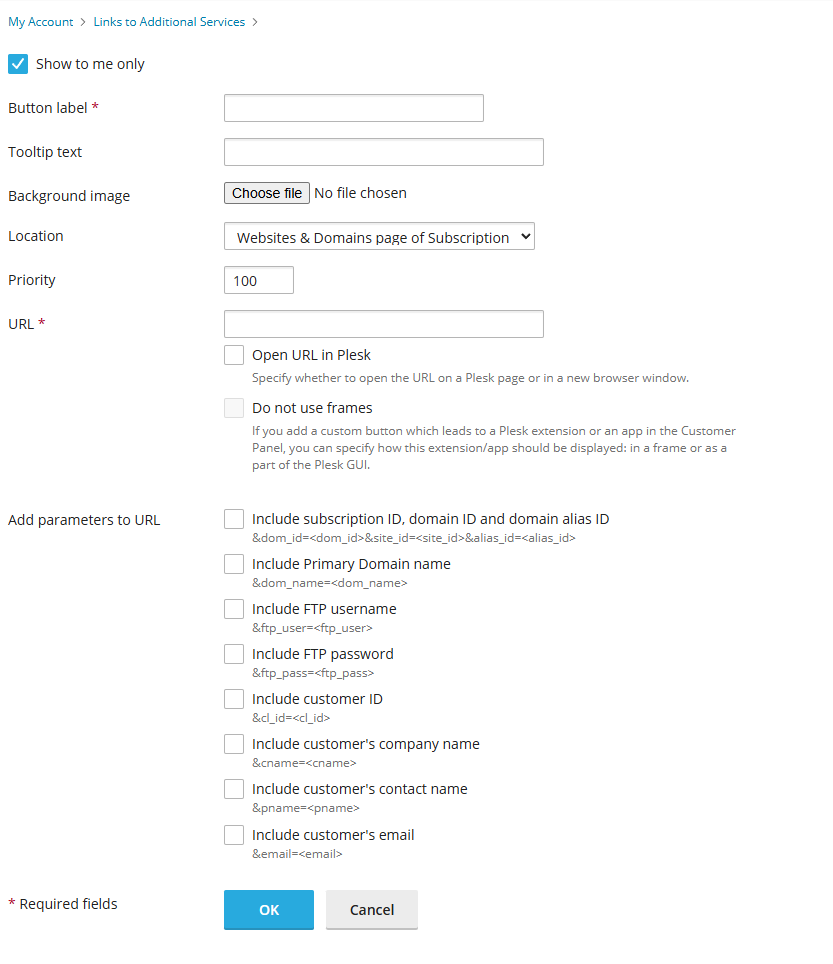 My Account > Links to Additional Services >
Show to me only
Button label *
Tooltip text
Background image Choose file No file chosen
Location Websites & Domains page of Subscription
Priority 100
URL *
Open URL in Plesk
Specify whether to open the URL on a Plesk page or in a new browser window.
Do not use frames
If you add a custom button which leads to a Plesk extension or an app in the Customer
Panel, you can specify how this extension/app should be displayed: in a frame or as a
part of the Plesk GUI.
Add parameters to URL Include subscription ID, domain ID and domain alias ID
&dom_id=<dom_id>&site_id=<site_id>&alias_id=<alias_id>
Include Primary Domain name
&dom_name=<dom_name>
Include FTP username
&ftp_user=<ftp_user>
Include FTP password
&ftp_pass=<ftp_pass>
Include customer ID
&cl_id=<cl_id>
Include customer's company name
&cname=<cname>
Include customer's contact name
&pname=<pname>
Include customer's email
&email=<email>
* Required fields OK Cancel